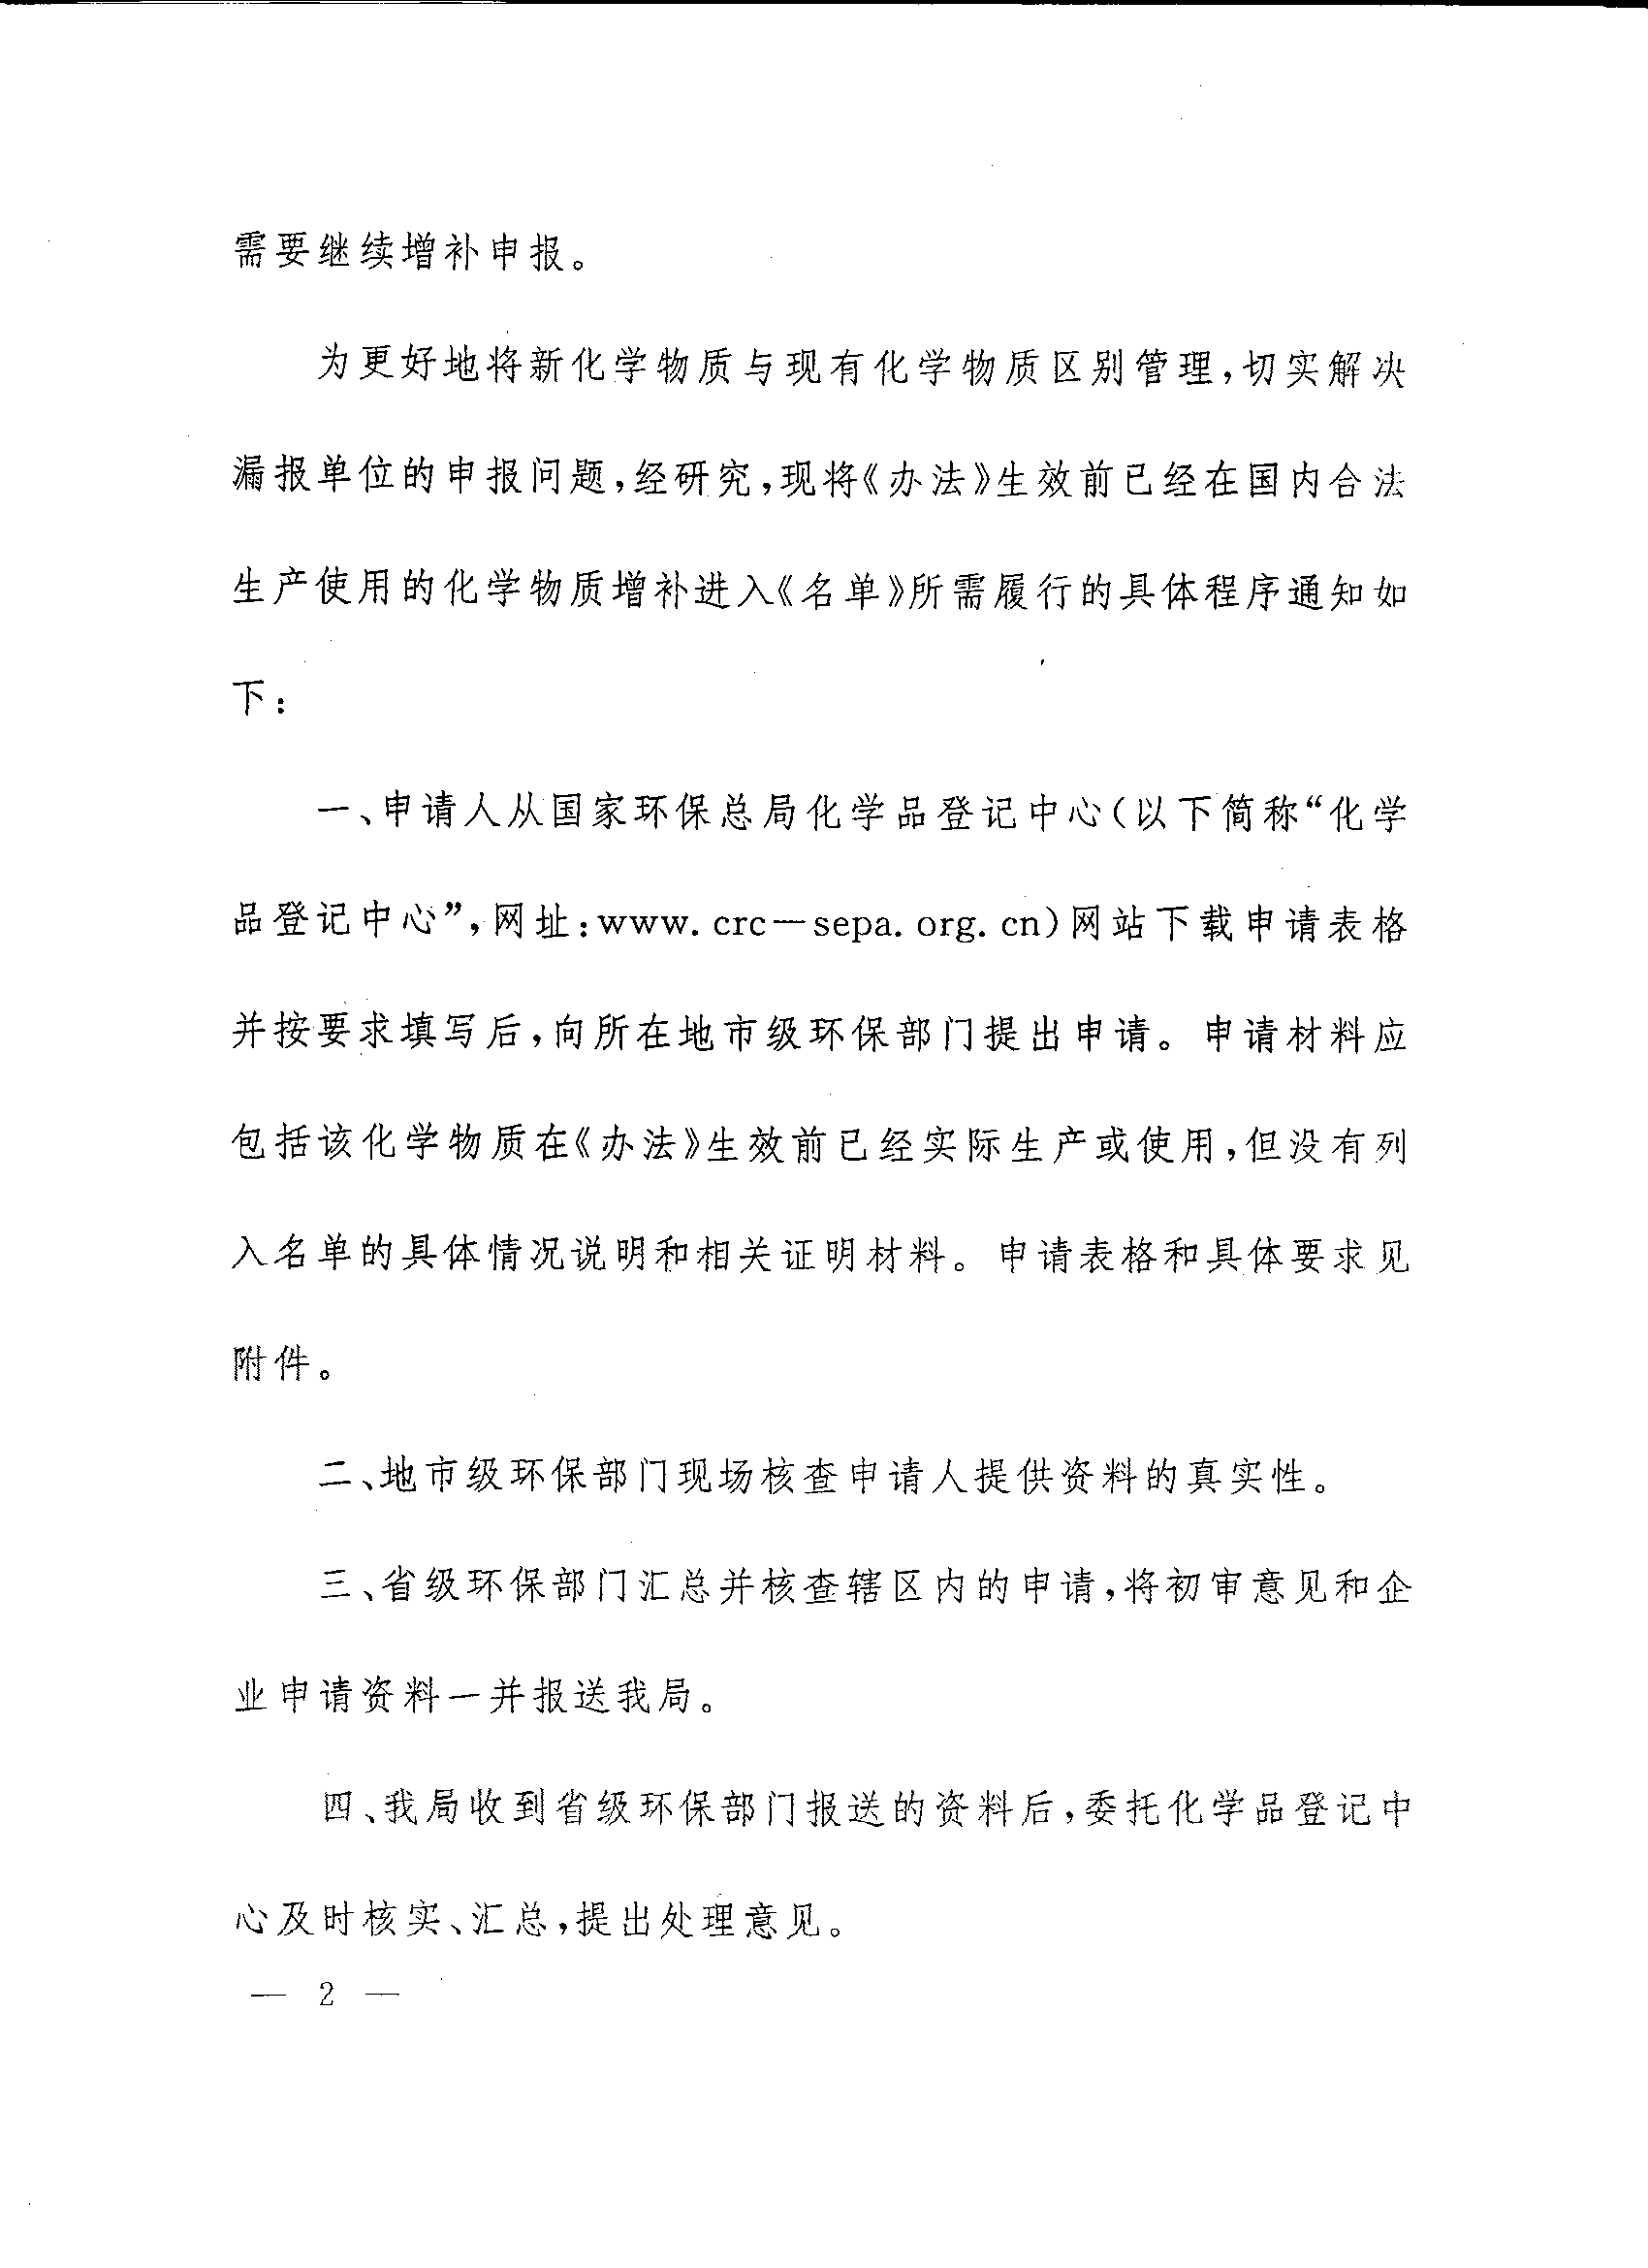 需要继续增补申报。
为更好地将新化学物质与现有化学物质区别管理,切实解决
漏报单位的申报问题,经研究,现将《办法》生效前已经在国内合法
生产使用的化学物质增补进入《名单》所需履行的具体程序通知如
下:
一、申请人从国家环保总局化学品登记中心(以下简称“化学
品登记中心”,网址:www. crc—sepa. org. cn)网站下载申请表格
并按要求填写后,向所在地市级环保部门提出申请。申请材料应
包括该化学物质在《办法》生效前已经实际生产或使用,但没有列
入名单的具体情况说明和相关证明材料。申请表格和具体要求见
附件。
二、地市级环保部门现场核查申请人提供资料的真实性。
三、省级环保部门汇总并核查辖区内的申请,将初审意见和企
业申请资料一并报送我局。
四、我局收到省级环保部门报送的资料后,委托化学品登记中
心及时核实、汇总,提出处理意见。
— 2 —